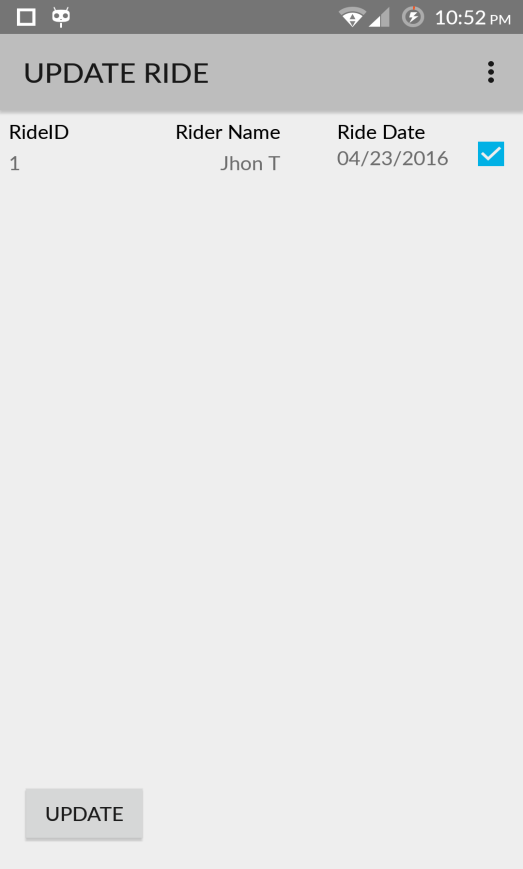 10:52 PM
UPDATE RIDE
RideID Rider Name Ride Date
1 Jhon T 04/23/2016
UPDATE